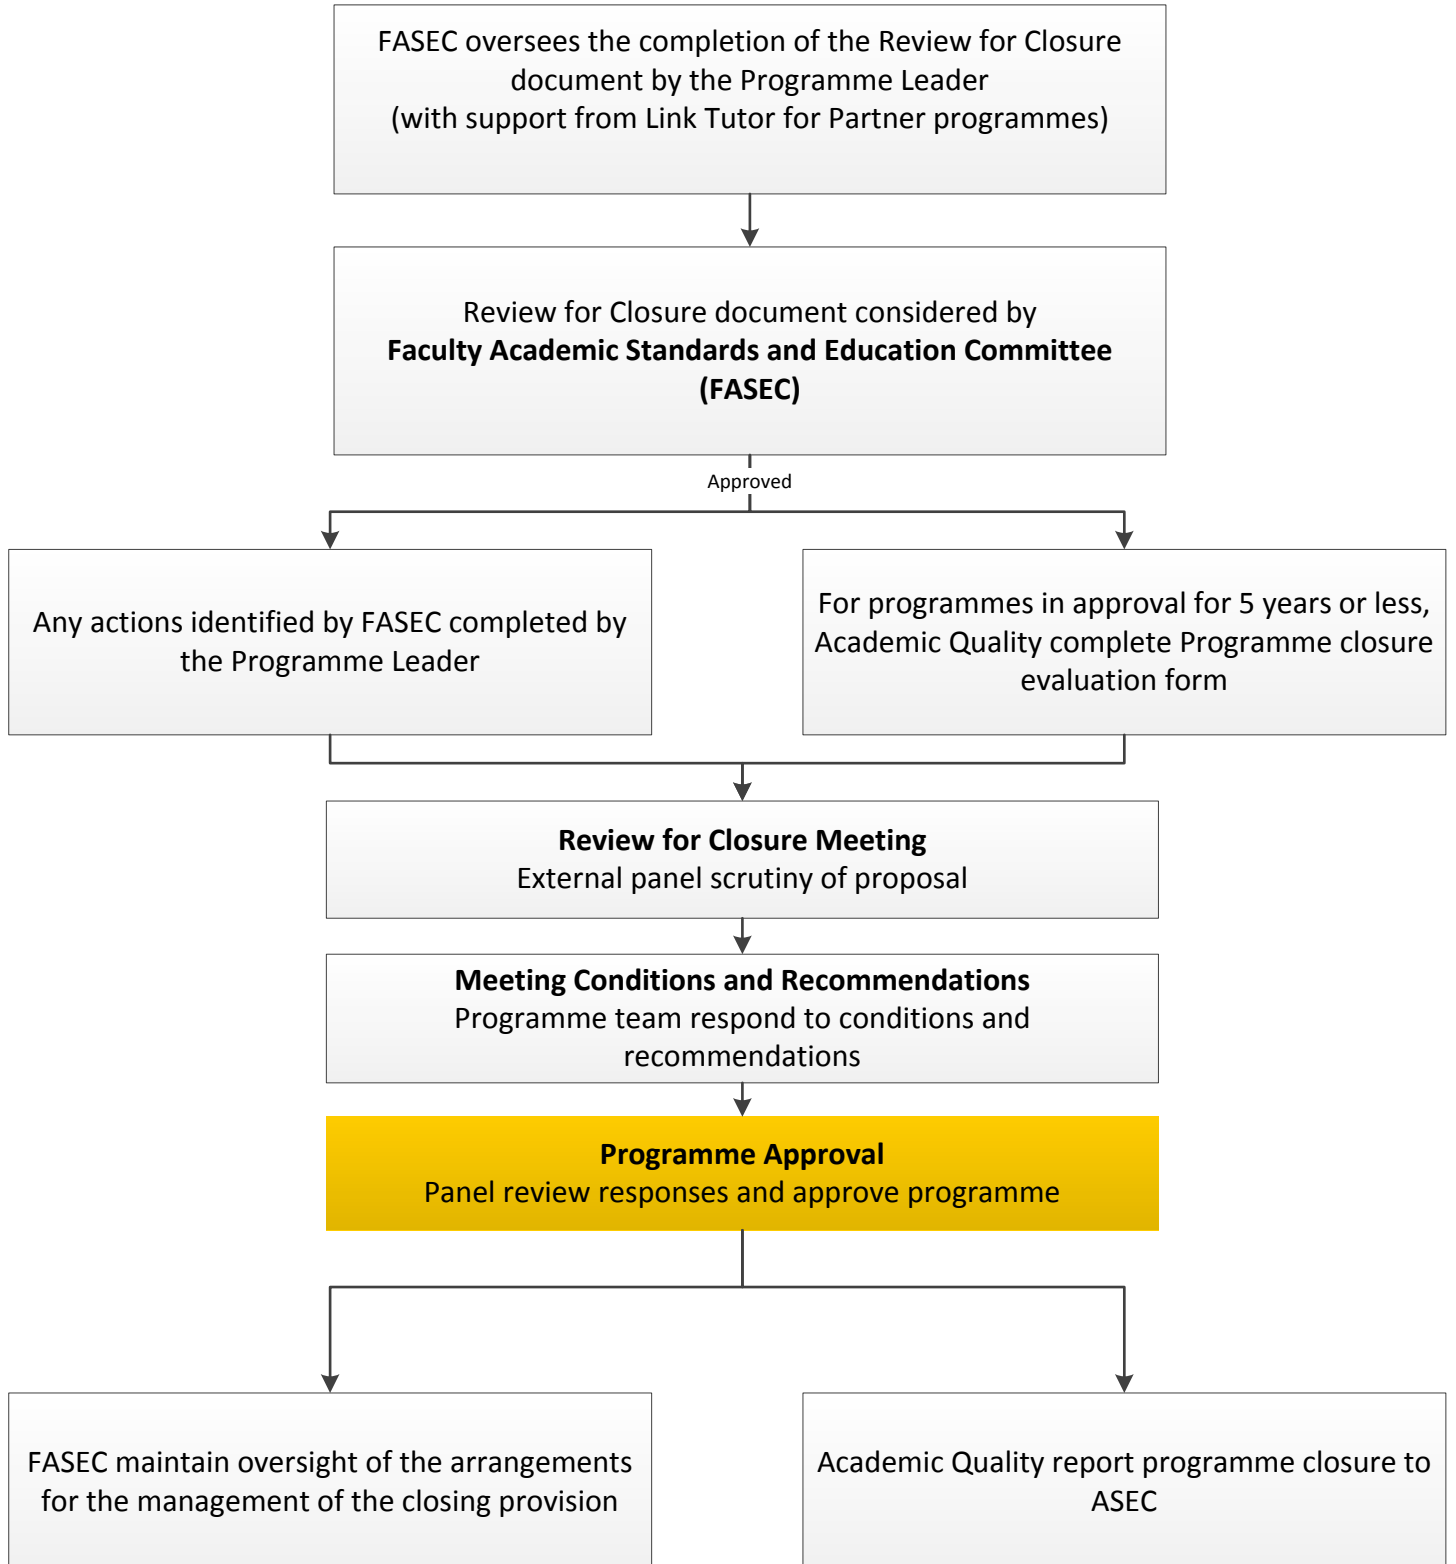 FASEC oversees the completion of the Review for Closure
document by the Programme Leader
(with support from Link Tutor for Partner programmes)
Review for Closure document considered by
Faculty Academic Standards and Education Committee
(FASEC)
Approved
Any actions identified by FASEC completed by
the Programme Leader
For programmes in approval for 5 years or less,
Academic Quality complete Programme closure
evaluation form
Review for Closure Meeting
External panel scrutiny of proposal
Meeting Conditions and Recommendations
Programme team respond to conditions and
recommendations
Programme Approval
Panel review responses and approve programme
FASEC maintain oversight of the arrangements
for the management of the closing provision
Academic Quality report programme closure to
ASEC